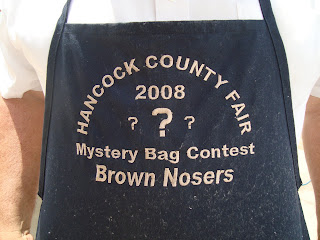 HANCOCK COUNTY FAIR
2008
? ? ?
Mystery Bag Contest
Brown Nosers